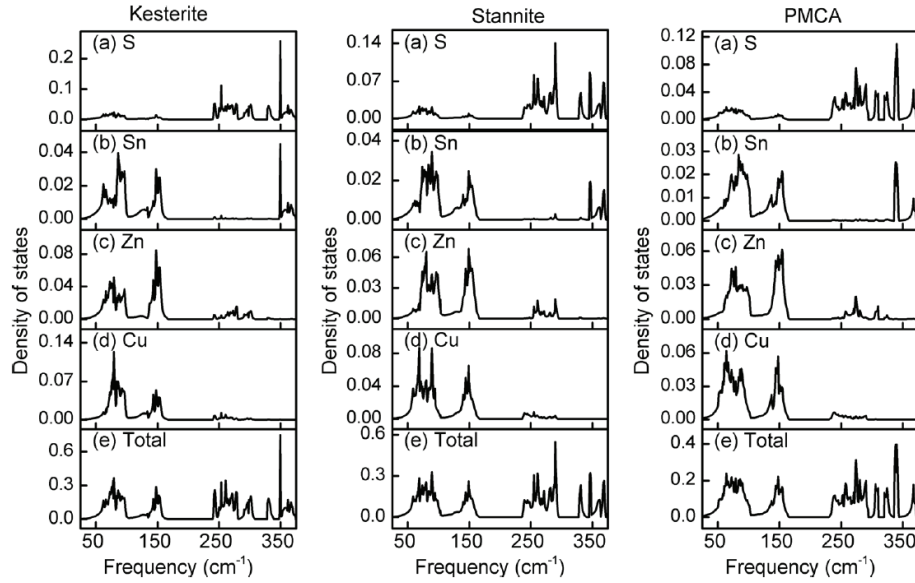 Kesterite
Stannite
PMCA
Density of states
(a) S
0.2
0.1
0.0
(b) Sn
0.04
0.02
0.00
(c) Zn
0.08
0.04
0.00
(d) Cu
0.14
0.07
0.00
(e) Total
0.6
0.3
0.0
50 150 250 350
Frequency (cm-1)
Density of states
(a) S
0.14
0.07
0.00
(b) Sn
0.04
0.02
0.00
(c) Zn
0.06
0.03
0.00
(d) Cu
0.08
0.04
0.00
(e) Total
0.6
0.3
0.0
50 150 250 350
Frequency (cm-1)
Density of states
(a) S
0.12
0.08
0.04
0.00
(b) Sn
0.03
0.02
0.01
0.00
(c) Zn
0.06
0.03
0.00
(d) Cu
0.06
0.03
0.00
(e) Total
0.4
0.2
0.0
50 150 250 350
Frequency (cm-1)